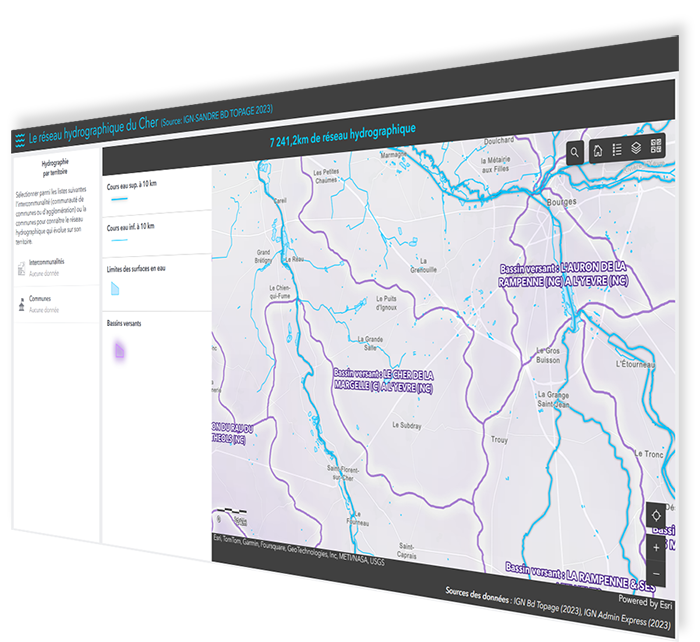 Le réseau hydrographique du Cher (Source: IGN-SANDRE BD TOPAGE 2023)
Hydrographie
par territoire
Sélectionner parmi les listes suivantes
l'intercommunalité (communauté de
communes ou d'agglomération) ou la
communes pour connaître le réseau
hydrographique qui évolue sur son
territoire.
Intercommunalités
Aucune donnée
Communes
Aucune donnée
7 241,2km de réseau hydrographique
Cours eau sup. à 10 km
Cours eau inf. à 10 km
Limites des surfaces en eau
Bassins versants
Marmagne
Doulchard
la Métairie
aux Filles
Les Petites
Chaumes
Bourges
Grand
Brétigny
Le Réau
La
Grelfouille
Bassin versant : L'AURON DE LA
RAMPENNE (NC) A L'YEVRE (NC)
Le Chien-
qui-Fume
Le Puits
d'Ignoux
La Grande
Salle
Le Gros
Buisson
L'Étourneau
Bassin versant : LE CHER DE LA
MARGELLE (C) A L'YEVRE (NC)
La Grange
Saint-Jean
Le Subdray
Trouy
ON DU RAU DU
THEOLS (NC)
Le Tronc
Saint-Florent-
sur-Cher
Le
Fourneau
Saint-
Caprais
Bassin versant : LA RAMPENNE & SES
Esri, TomTom, Garmin, Foursquare, GeoTechnologies, Inc, METI/NASA, USGS
Powered by Esri
Sources des données : IGN Bd Topage (2023), IGN Admin Express (2023)